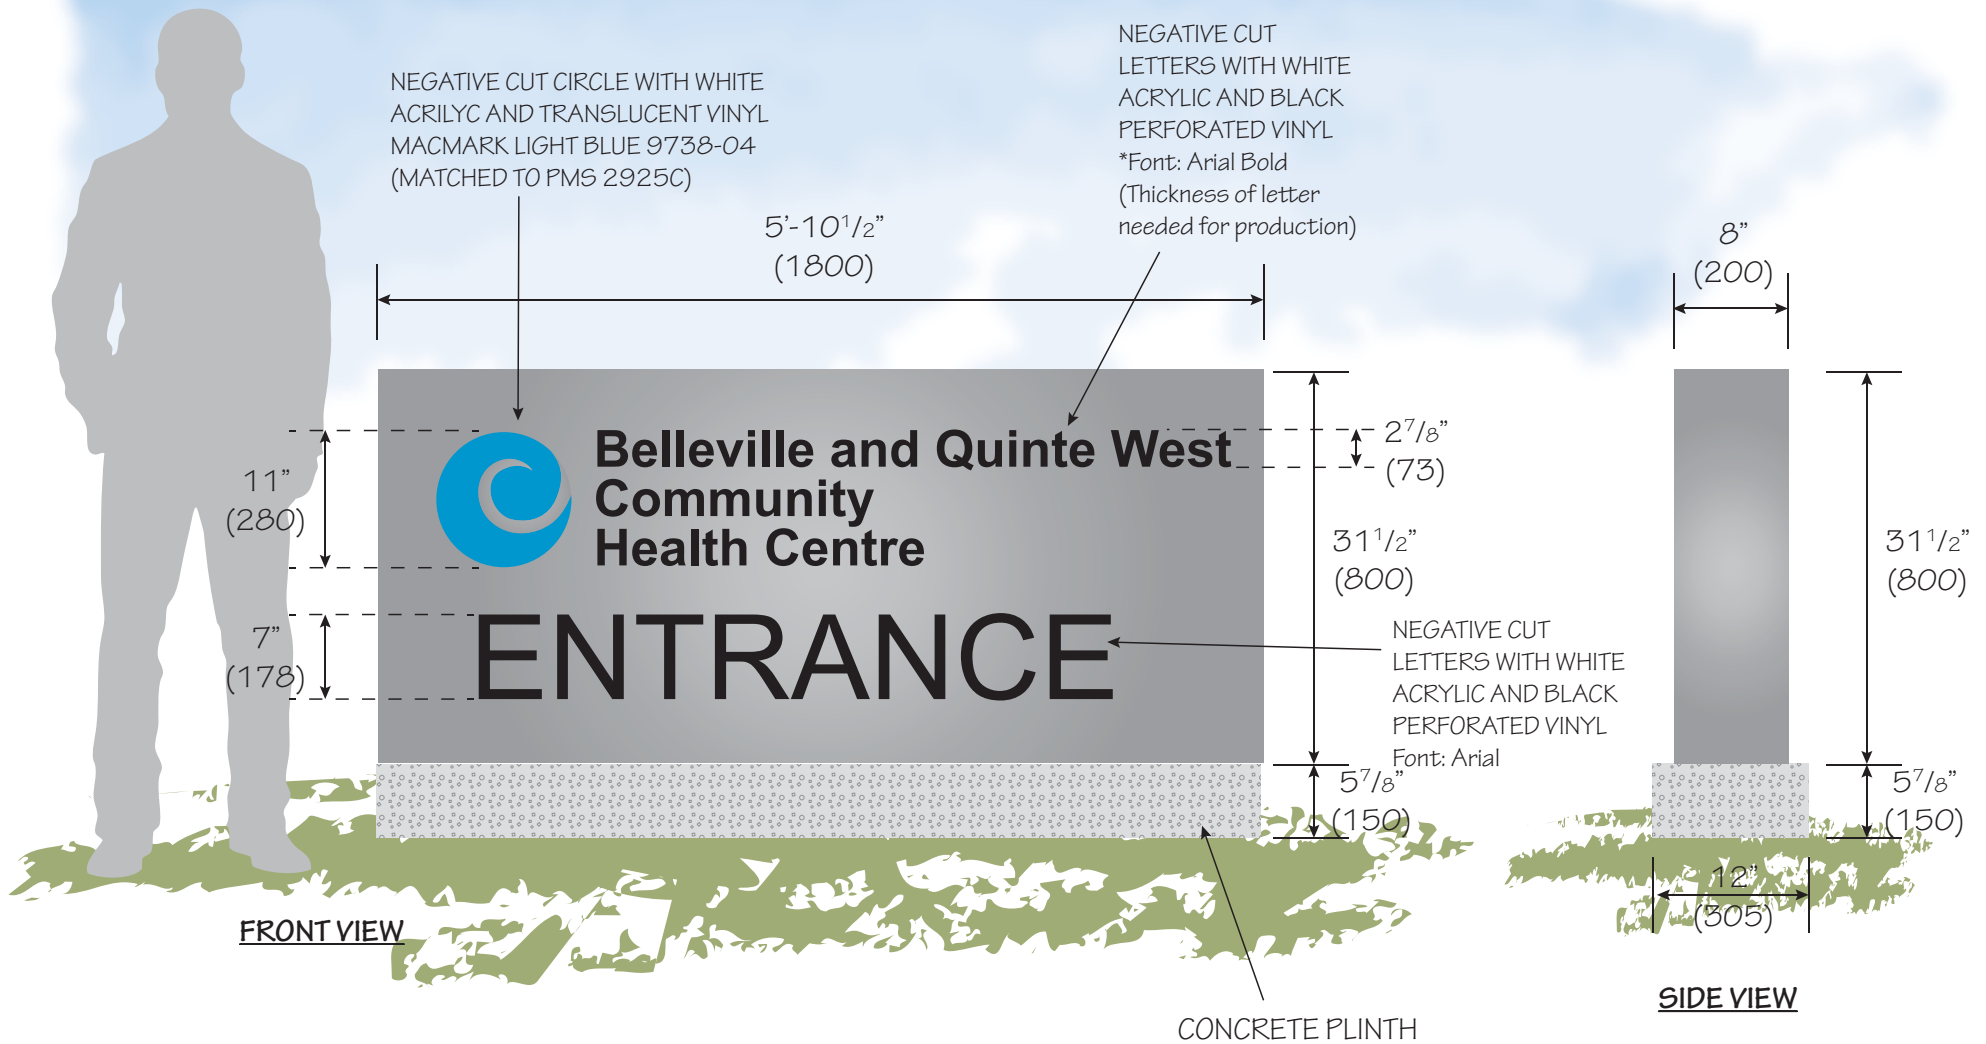 NEGATIVE CUT CIRCLE WITH WHITE
ACRILYC AND TRANSLUCENT VINYL
MACMARK LIGHT BLUE 9738-04
(MATCHED TO PMS 2925C)
NEGATIVE CUT
LETTERS WITH WHITE
ACRYLIC AND BLACK
PERFORATED VINYL
*Font: Arial Bold
(Thickness of letter
needed for production)
5'-10 1/2"
(1800)
8"
(200)
Belleville and Quinte West
Community
Health Centre
ENTRANCE
11"
(280)
7"
(178)
2 7/8"
(73)
31 1/2"
(800)
NEGATIVE CUT
LETTERS WITH WHITE
ACRYLIC AND BLACK
PERFORATED VINYL
Font: Arial
5 7/8"
(150)
31 1/2"
(800)
5 7/8"
(150)
12"
(305)
FRONT VIEW
SIDE VIEW
CONCRETE PLINTH